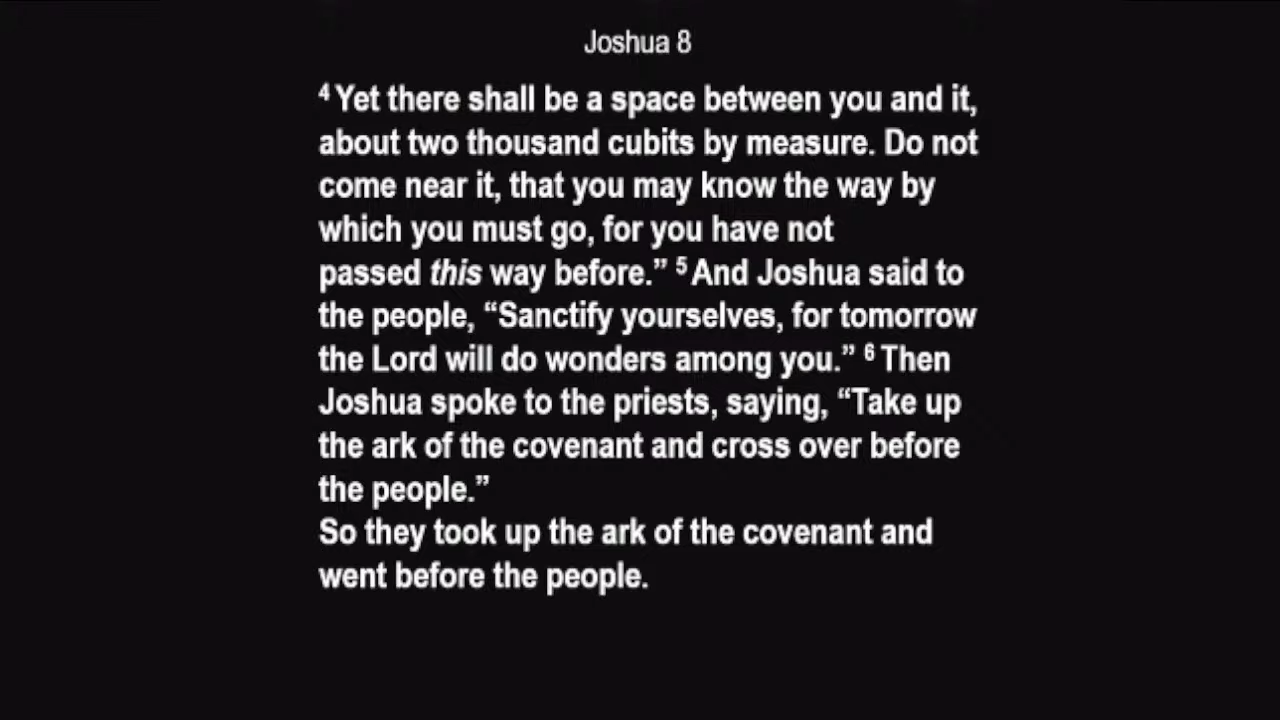 Joshua 8
4 Yet there shall be a space between you and it,
about two thousand cubits by measure. Do not
come near it, that you may know the way by
which you must go, for you have not
passed this way before.” 5 And Joshua said to
the people, “Sanctify yourselves, for tomorrow
the Lord will do wonders among you.” 6 Then
Joshua spoke to the priests, saying, “Take up
the ark of the covenant and cross over before
the people.”
So they took up the ark of the covenant and
went before the people.